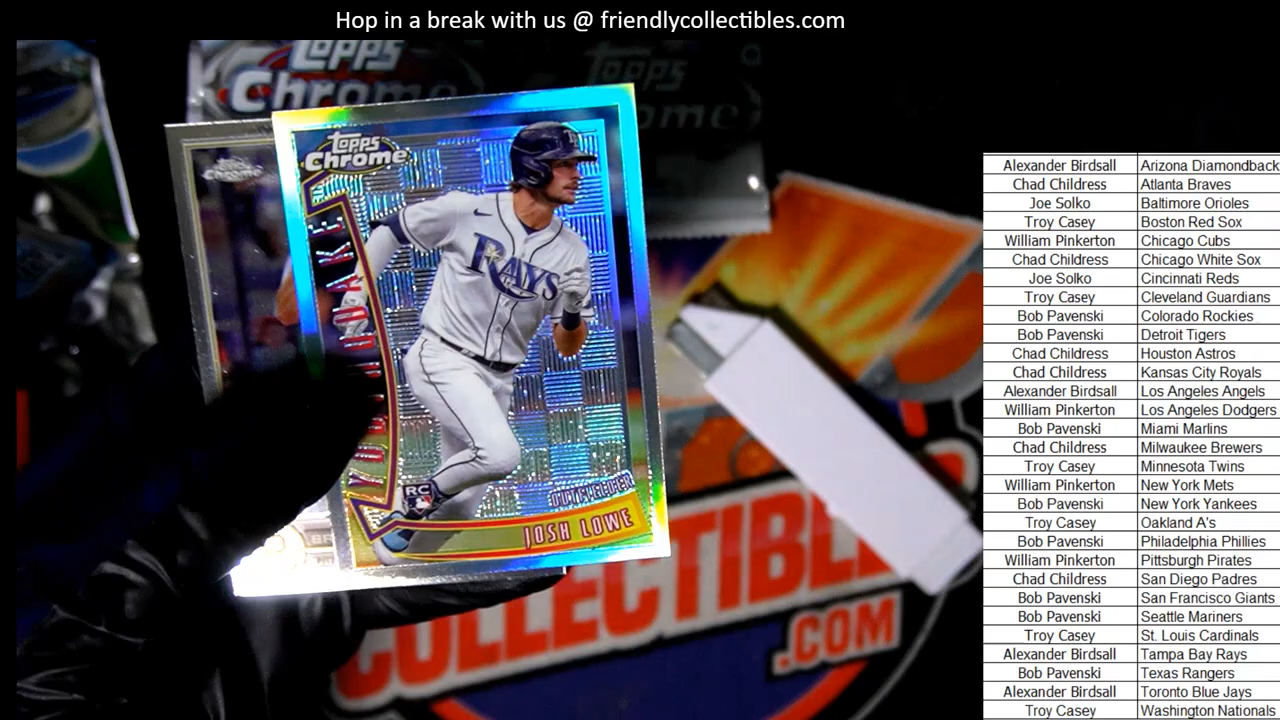 Hop in a break with us @ friendlycollectibles.com
TOPPS
Chrome
TOPPS
TOPPS
Chrome
RAYS
RC
OUTFIELDER
JOSH LOWE
COLLECTIBLE
.COM
Alexander Birdsall Arizona Diamondback
Chad Childress Atlanta Braves
Joe Solko Baltimore Orioles
Troy Casey Boston Red Sox
William Pinkerton Chicago Cubs
Chad Childress Chicago White Sox
Joe Solko Cincinnati Reds
Troy Casey Cleveland Guardians
Bob Pavenski Colorado Rockies
Bob Pavenski Detroit Tigers
Chad Childress Houston Astros
Chad Childress Kansas City Royals
Alexander Birdsall Los Angeles Angels
William Pinkerton Los Angeles Dodgers
Bob Pavenski Miami Marlins
Chad Childress Milwaukee Brewers
Troy Casey Minnesota Twins
William Pinkerton New York Mets
Bob Pavenski New York Yankees
Troy Casey Oakland A's
Bob Pavenski Philadelphia Phillies
William Pinkerton Pittsburgh Pirates
Chad Childress San Diego Padres
Bob Pavenski San Francisco Giants
Bob Pavenski Seattle Mariners
Troy Casey St. Louis Cardinals
Alexander Birdsall Tampa Bay Rays
Bob Pavenski Texas Rangers
Alexander Birdsall Toronto Blue Jays
Troy Casey Washington Nationals